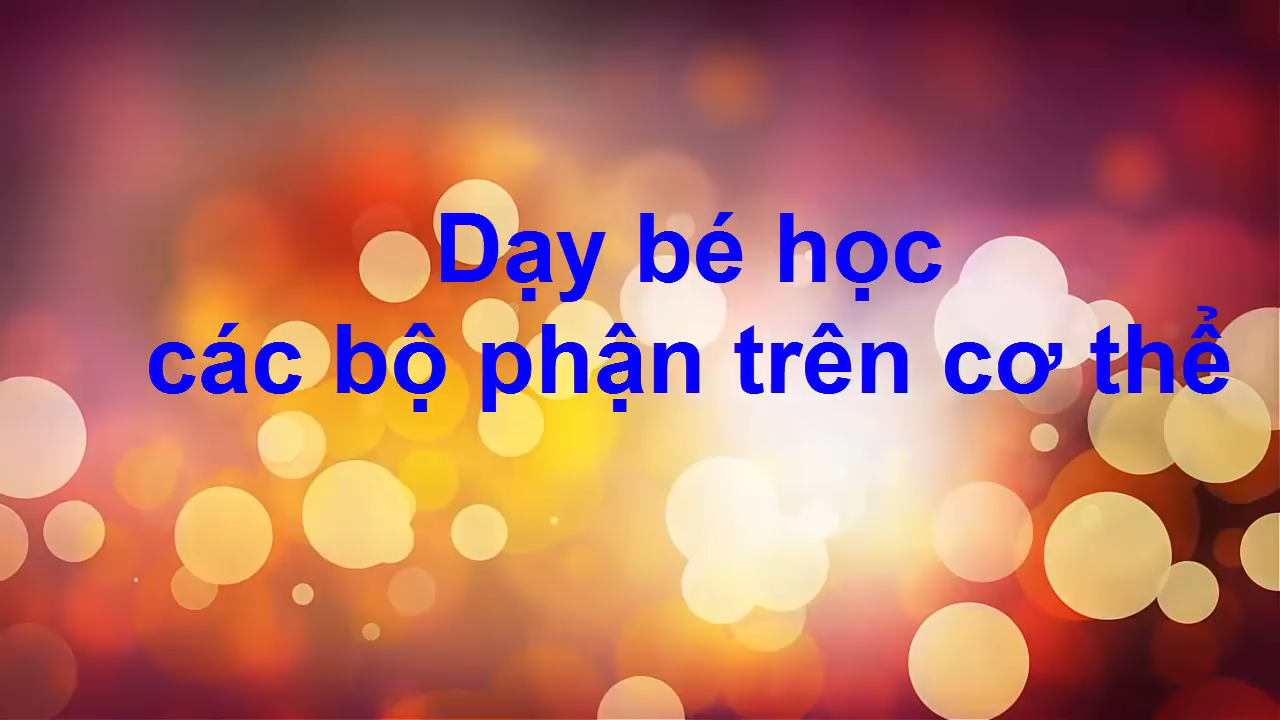 Dạy bé học
các bộ phận trên cơ thể